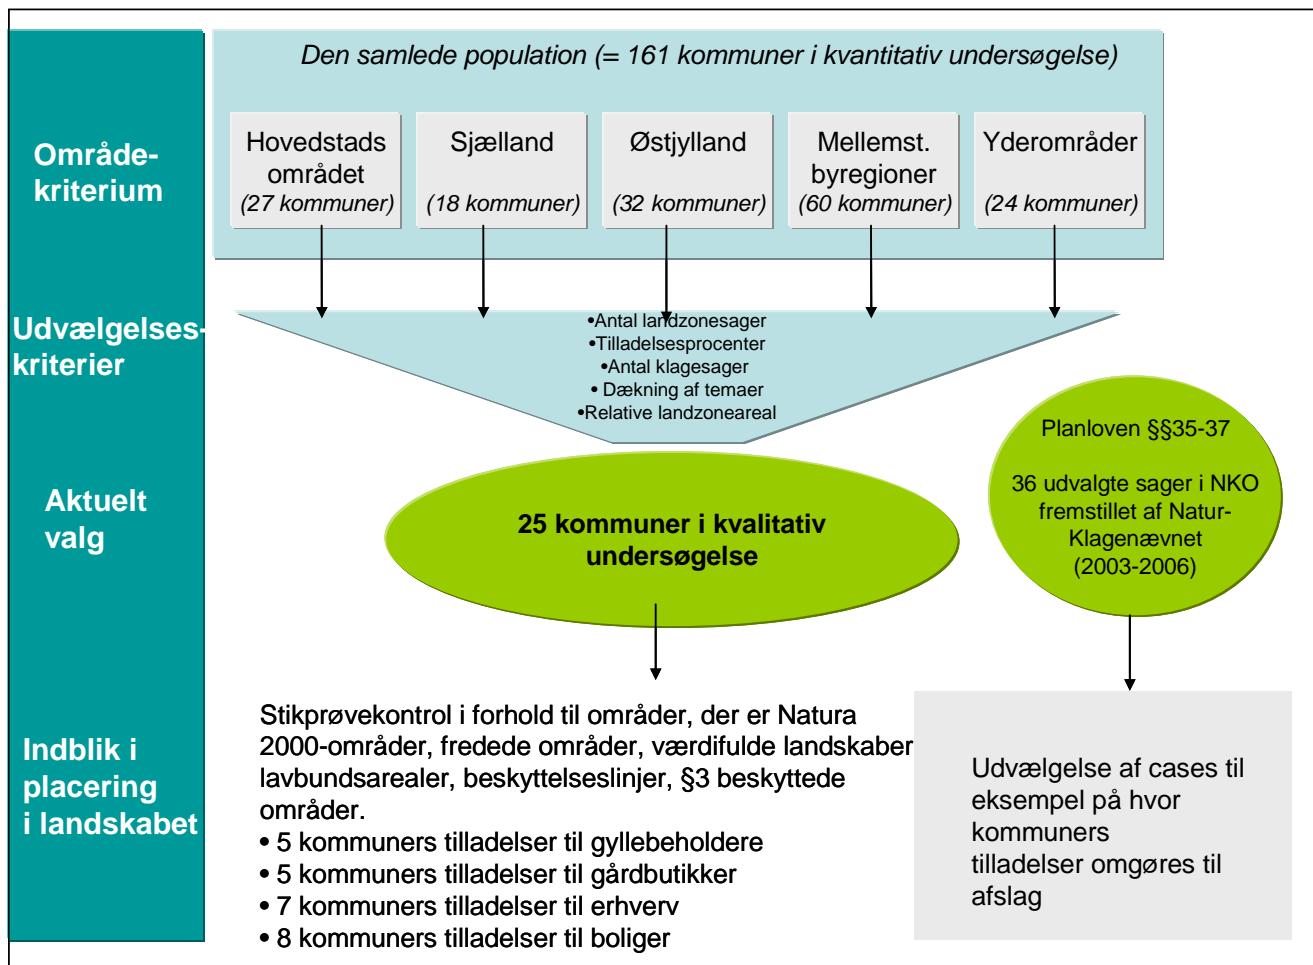 Den samlede population (= 161 kommuner i kvantitativ undersøgelse)
Område-
kriterium
Hovedstads
området
(27 kommuner)
Sjælland
(18 kommuner)
Østjylland
(32 kommuner)
Mellemst.
byregioner
(60 kommuner)
Yderområder
(24 kommuner)
Udvælgelses-
kriterier
•Antal landzonesager
•Tilladelsesprocenter
•Antal klagesager
• Dækning af temaer
•Relative landzoneareal
Aktuelt
valg
25 kommuner i kvalitativ
undersøgelse
Planloven §§35-37
36 udvalgte sager i NKO
fremstillet af Natur-
Klagenævnet
(2003-2006)
Indblik i
placering
i landskabet
Stikprøvekontrol i forhold til områder, der er Natura
2000-områder, fredede områder, værdifulde landskaber
lavbundsarealer, beskyttelseslinjer, §3 beskyttede
områder.
• 5 kommuners tilladelser til gyllebeholdere
• 5 kommuners tilladelser til gårdbutikker
• 7 kommuners tilladelser til erhverv
• 8 kommuners tilladelser til boliger
Udvælgelse af cases til
eksempel på hvor
kommuners
tilladelser omgøres til
afslag